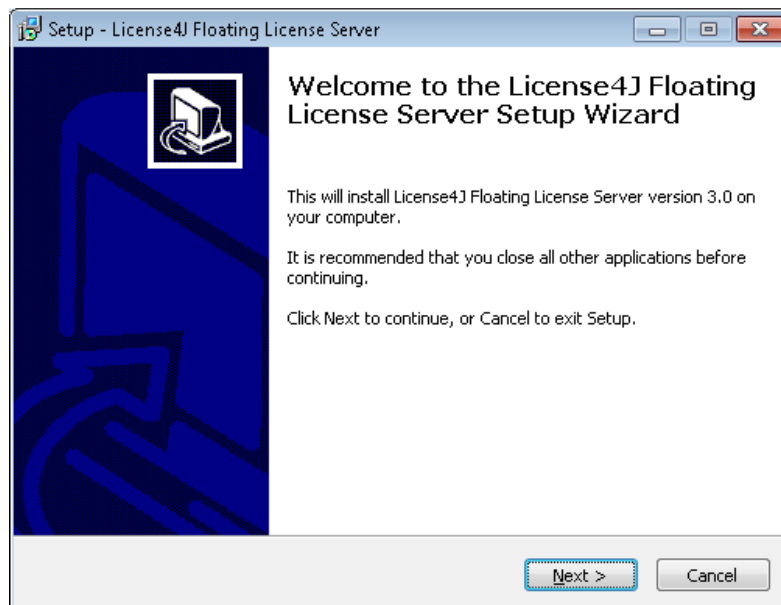 Setup - License4J Floating License Server
Welcome to the License4J Floating
License Server Setup Wizard
This will install License4J Floating License Server version 3.0 on
your computer.
It is recommended that you close all other applications before
continuing.
Click Next to continue, or Cancel to exit Setup.
Next >
Cancel